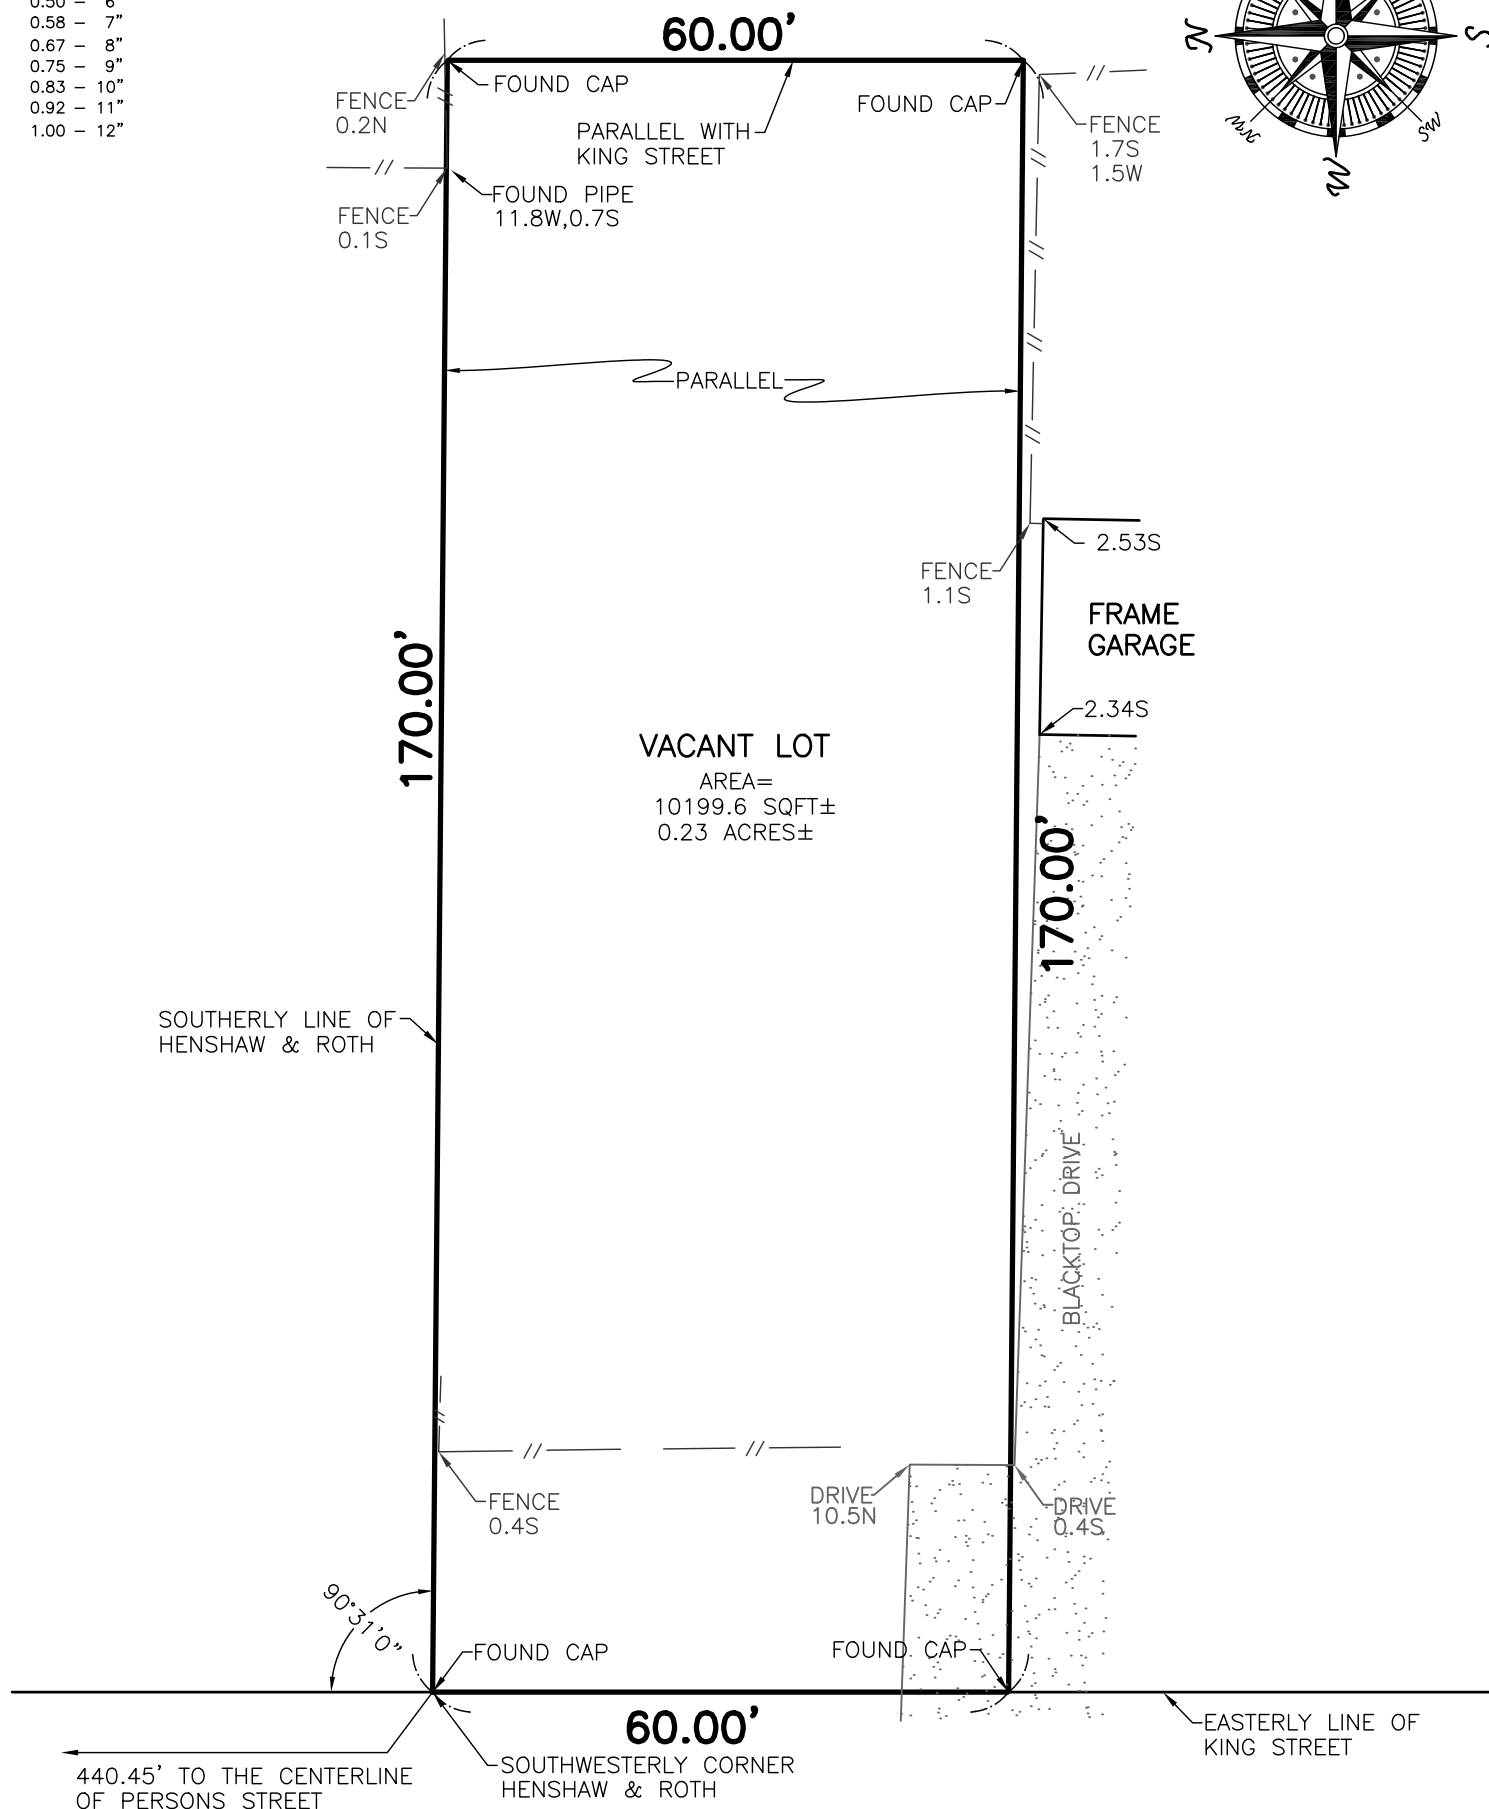 0.50 – 6"
0.58 – 7"
0.67 – 8"
0.75 – 9"
0.83 – 10"
0.92 – 11"
1.00 – 12"
60.00'
N
S
NW
SW
W
FOUND CAP
FOUND CAP
FENCE
0.2N
PARALLEL WITH
KING STREET
FENCE
1.7S
1.5W
FOUND PIPE
11.8W,0.7S
FENCE
0.1S
PARALLEL
2.53S
FENCE
1.1S
FRAME
GARAGE
170.00'
2.34S
VACANT LOT
AREA=
10199.6 SQFT±
0.23 ACRES±
170.00'
SOUTHERLY LINE OF
HENSHAW & ROTH
BLACKTOP DRIVE
FENCE
0.4S
DRIVE
10.5N
DRIVE
0.4S
90°31'0"
FOUND CAP
FOUND CAP
60.00'
EASTERLY LINE OF
KING STREET
SOUTHWESTERLY CORNER
HENSHAW & ROTH
440.45' TO THE CENTERLINE
OF PERSONS STREET